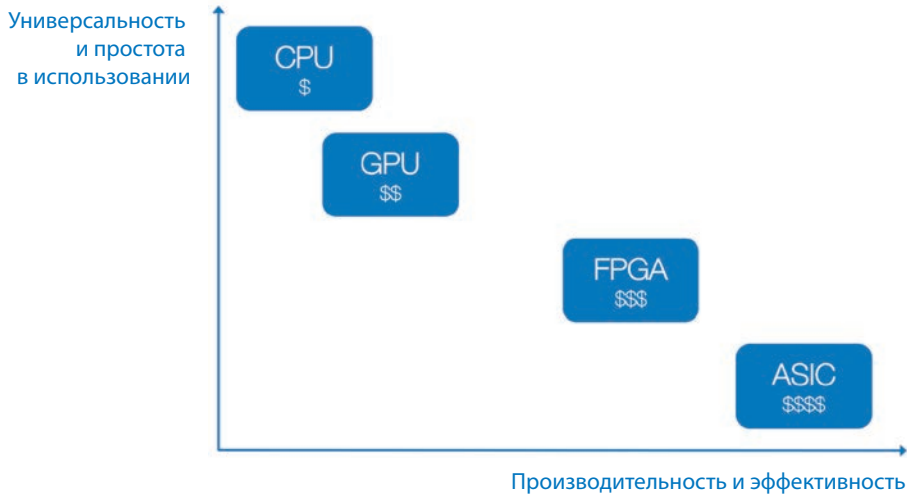 Универсальность
и простота
в использовании
CPU
$
GPU
$$
FPGA
$$$
ASIC
$$$$
Производительность и эффективность